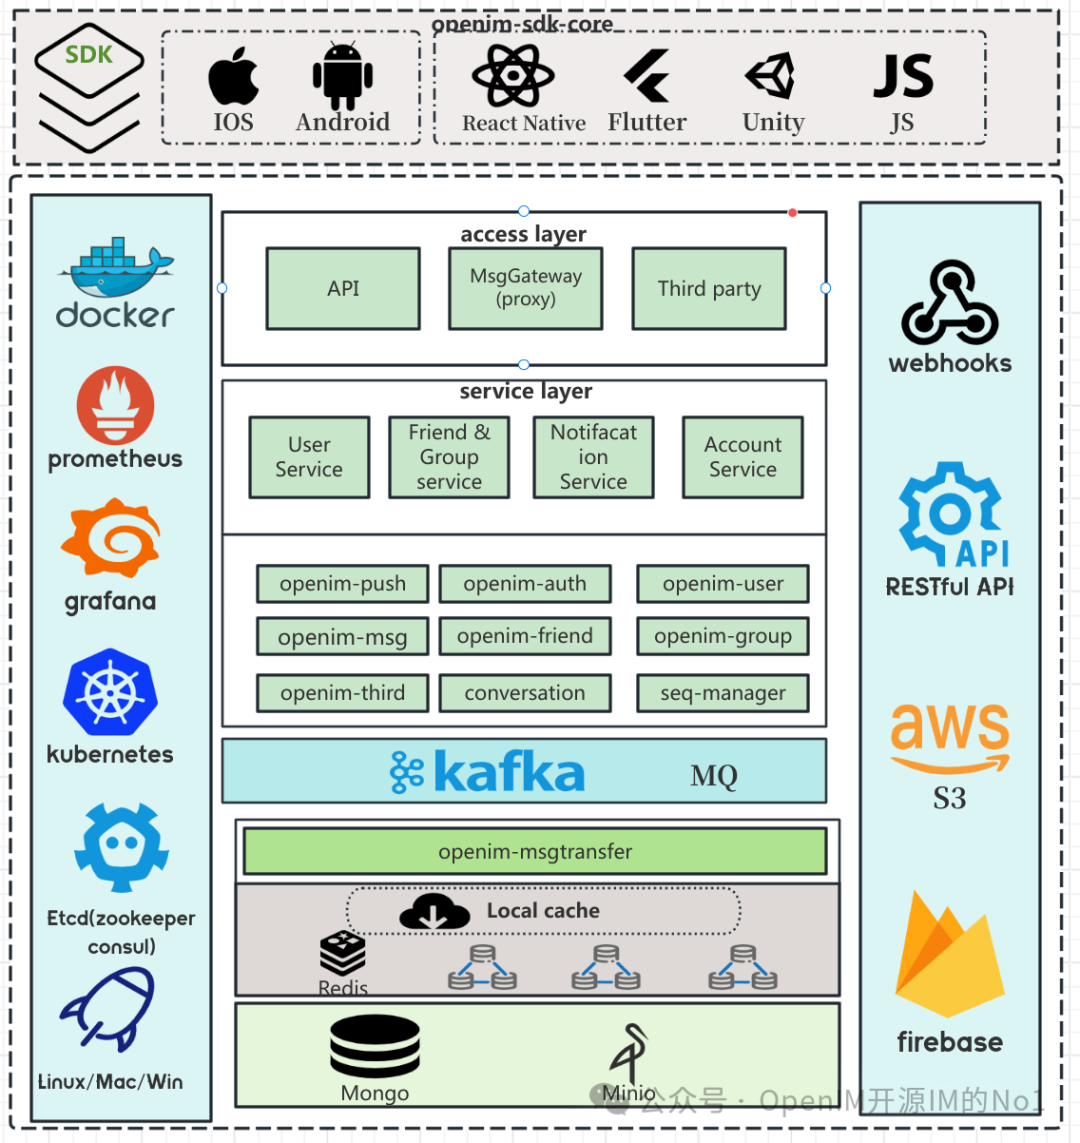 openim-sdk-core
SDK
IOS
Android
React Native
Flutter
Unity
JS
JS
docker
prometheus
grafana
kubernetes
Etcd(zookeeper
consul)
Linux/Mac/Win
access layer
API
MsgGateway
(proxy)
Third party
service layer
User
Service
Friend &
Group
service
Notifacat
ion
Service
Account
Service
openim-push
openim-auth
openim-user
openim-msg
openim-friend
openim-group
openim-third
conversation
seq-manager
kafka
MQ
openim-msgtransfer
Local cache
Redis
Mongo
Minio
webhooks
API
RESTful API
aws
S3
firebase
公众号 · OpenIM开源IM的No1